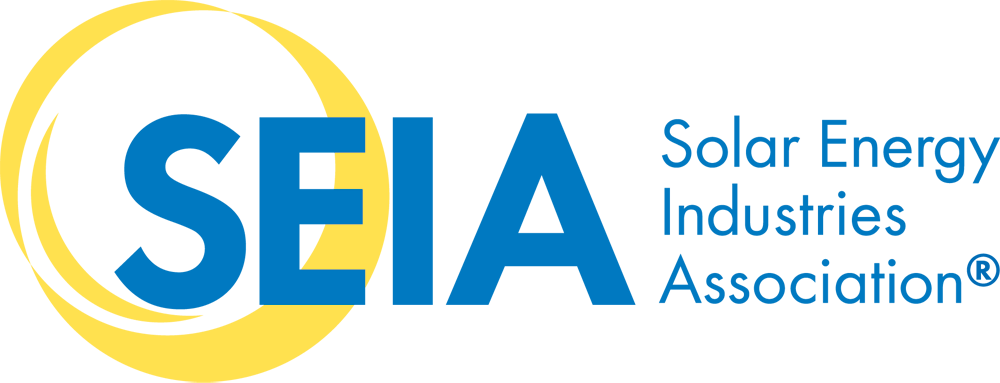 SEIA
Solar Energy
Industries
Association®